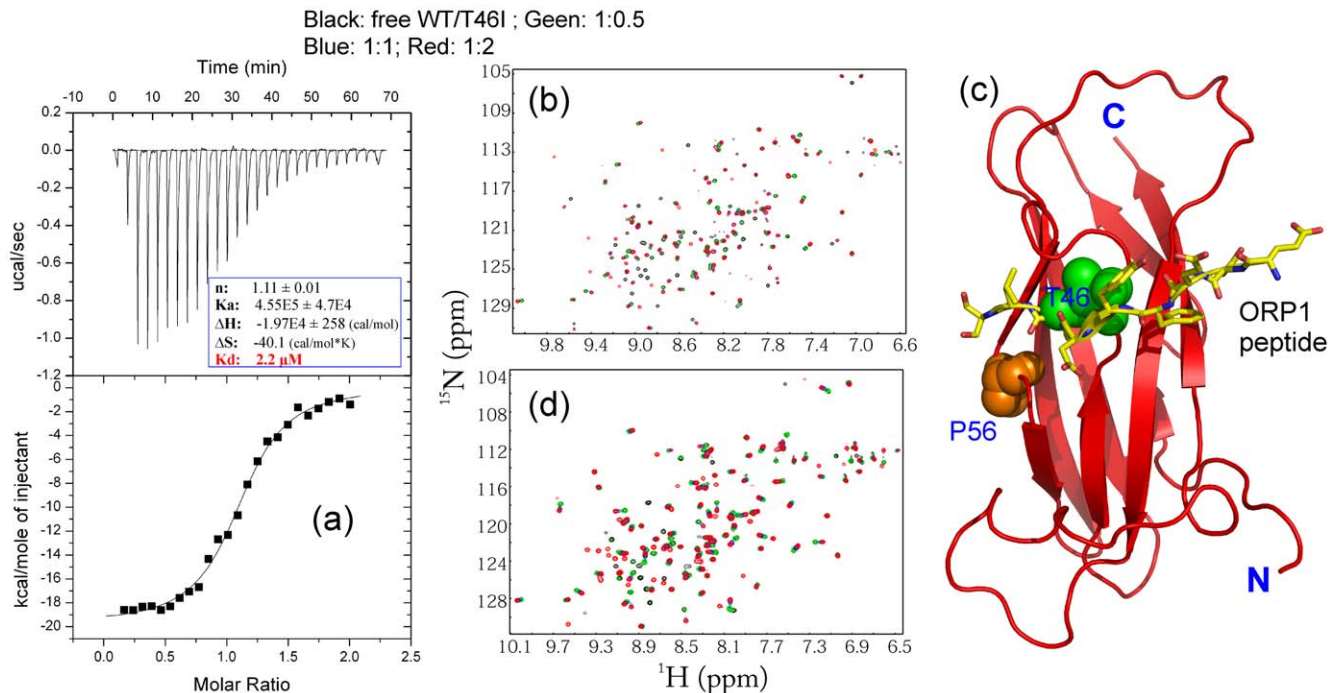 Black: free WT/T46I ; Geen: 1:0.5
Blue: 1:1; Red: 1:2
Time (min)
-10 0 10 20 30 40 50 60 70
0.2
0.0
-0.2
-0.4
-0.6
-0.8
-1.0
-1.2
ucal/sec
n: 1.11 ± 0.01
Ka: 4.55E5 ± 4.7E4
ΔH: -1.97E4 ± 258 (cal/mol)
ΔS: -40.1 (cal/mol*K)
Kd: 2.2 μM
0
-2
-4
-6
-8
-10
-12
-14
-16
-18
-20
kcal/mole of injectant
(a)
0.0 0.5 1.0 1.5 2.0 2.5
Molar Ratio
(b)
105
109
113
117
121
125
129
9.8 9.4 9.0 8.6 8.2 7.8 7.4 7.0 6.6
¹⁵N (ppm)
(d)
104
108
112
116
120
124
128
10.1 9.7 9.3 8.9 8.5 8.1 7.7 7.3 6.9 6.5
¹H (ppm)
(c)
C
T46
ORP1
peptide
P56
N